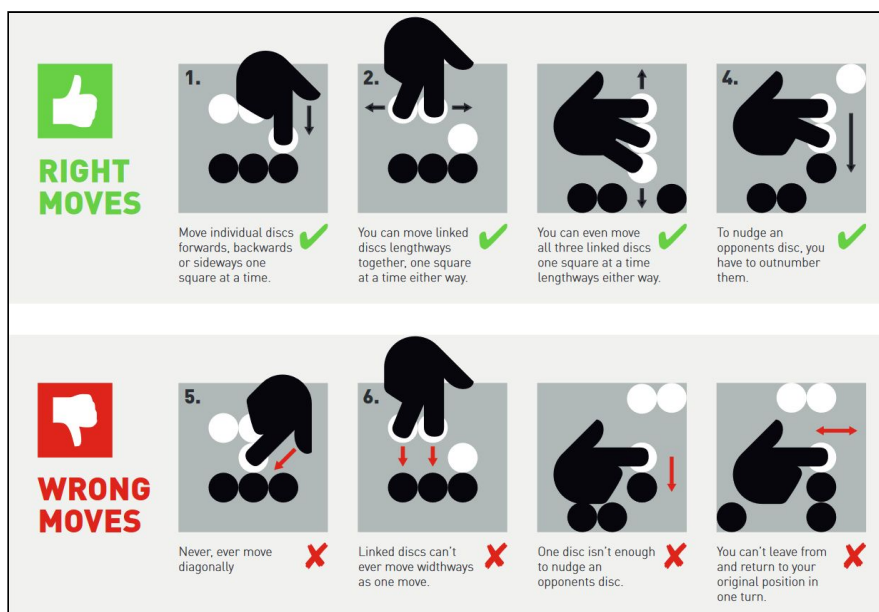 RIGHT
MOVES
1.
Move individual discs
forwards, backwards
or sideways one
square at a time.
2.
You can move linked
discs lengthways
together, one square
at a time either way.
You can even move
all three linked discs
one square at a time
lengthways either way.
4.
To nudge an
opponents disc, you
have to outnumber
them.
WRONG
MOVES
5.
Never, ever move
diagonally
6.
Linked discs can't
ever move widthways
as one move.
One disc isn't enough
to nudge an
opponents disc.
You can't leave from
and return to your
original position in
one turn.